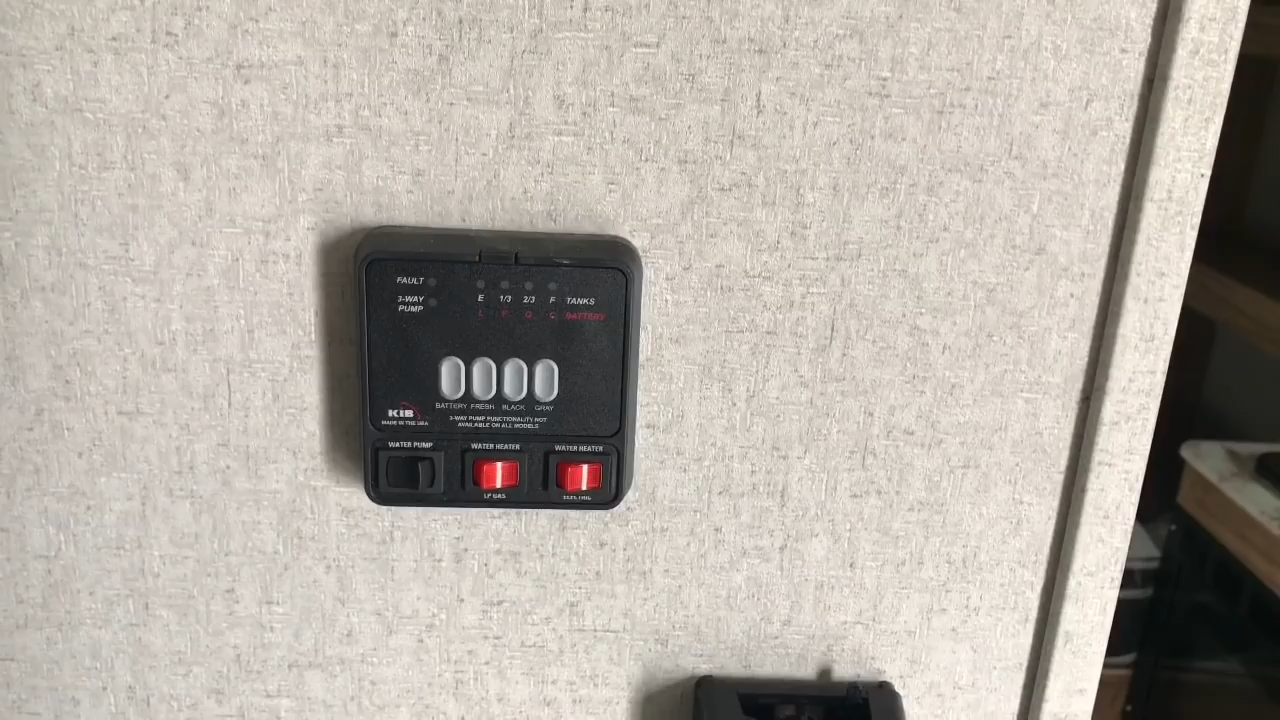 FAULT
E 1/3 2/3 F TANKS
3-WAY
PUMP
BATTERY
BATTERY FRESH BLACK GRAY
KIB
MADE IN THE USA
3-WAY PUMP FUNCTIONALITY NOT
AVAILABLE ON ALL MODELS
WATER PUMP
WATER HEATER
LP GAS
WATER HEATER
ELECTRIC